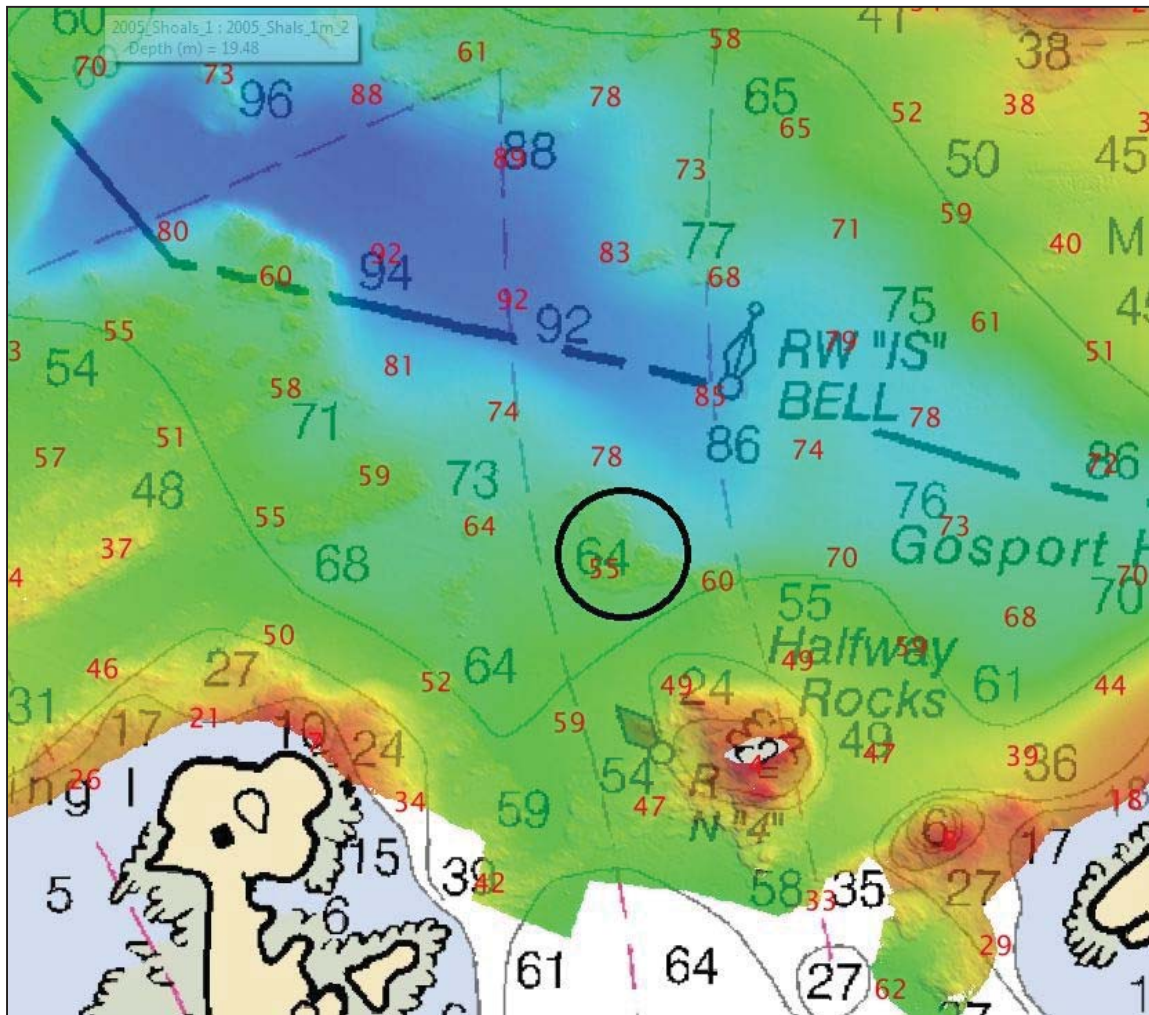 2005_Shoals_1 : 2005_Shals_1m_2
Depth (m) = 19.48
60 61 58 47 38
70 73 88 78 65 52 38
96 65
88 89 73 50 45
80 77 71 59 40 M
60 92 94 83 68 75 45
92 92 61
55 RW "IS" 79 51
54 81 BELL
58 74 85 78
71 86 74 86 72
51 57 78
48 59 73 76 73
55 64 Gosport H
37 68 64 55 60 70 70
55 70
50 64 Halfway 59 68
46 27 52 49 49 61 44
31 24 Rocks
17 21 19 59
24 49 47 39 36
26 54 R
ing I 34 59 47 N "4" 6 18
5 15 39 42 58 35 17
6 33 27
61 64 27 62 29